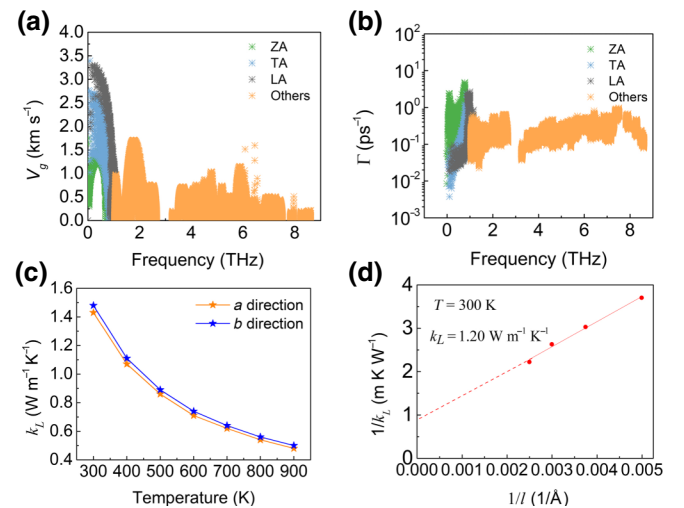 (a)
4.0
3.5
3.0
2.5
2.0
1.5
1.0
0.5
0.0
V_g (km s⁻¹)
ZA
TA
LA
Others
0 2 4 6 8
Frequency (THz)
(b)
10²
10¹
10⁰
10⁻¹
10⁻²
10⁻³
Γ (ps⁻¹)
ZA
TA
LA
Others
0 2 4 6 8
Frequency (THz)
(c)
1.6
1.4
1.2
1.0
0.8
0.6
0.4
k_L (W m⁻¹ K⁻¹)
a direction
b direction
300 400 500 600 700 800 900
Temperature (K)
(d)
4
3
2
1
0
1/k_L (m K W⁻¹)
T = 300 K
k_L = 1.20 W m⁻¹ K⁻¹
0.000 0.001 0.002 0.003 0.004 0.005
1/l (1/Å)